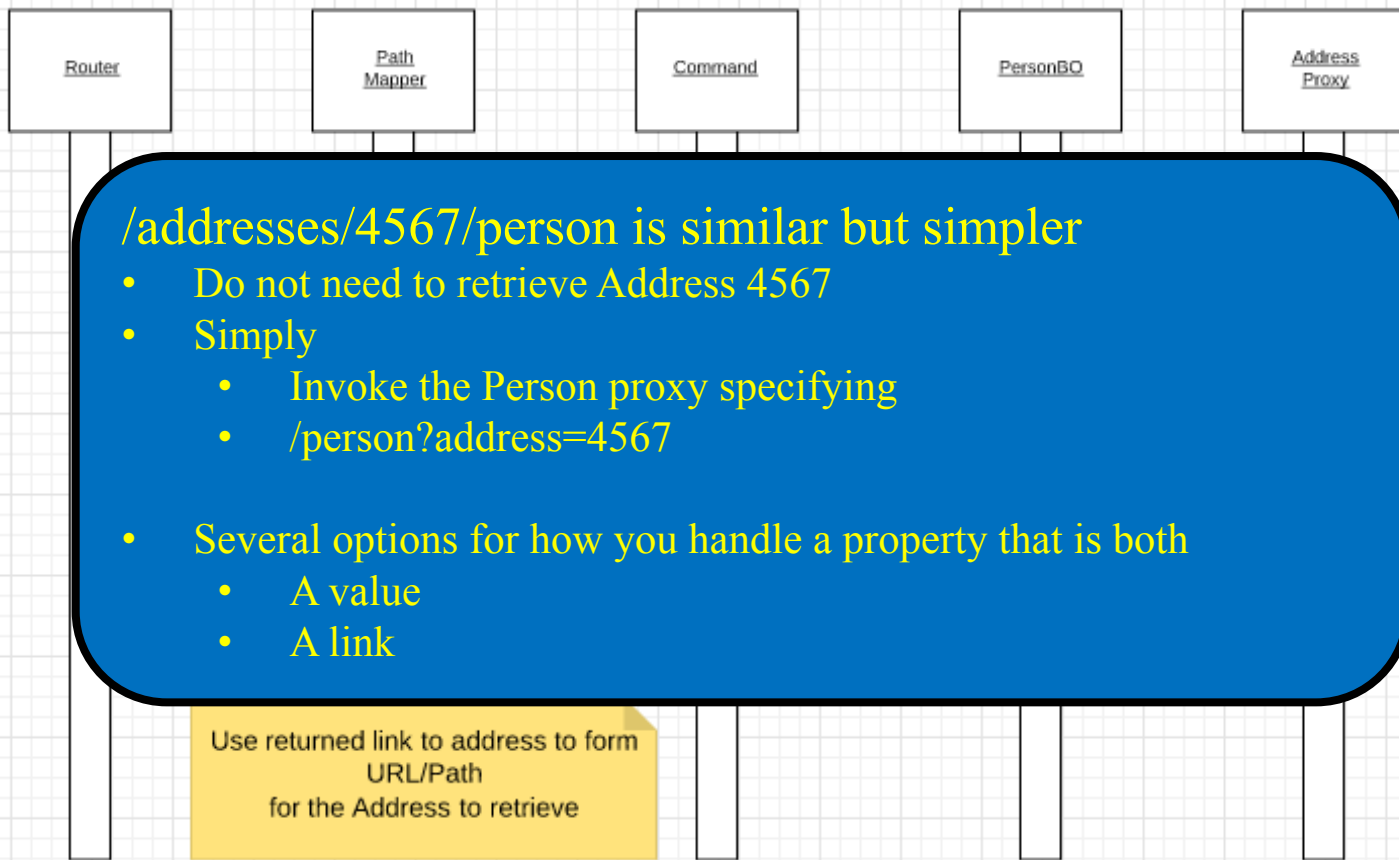 Router
Path
Mapper
Command
PersonBO
Address
Proxy
/addresses/4567/person is similar but simpler
• Do not need to retrieve Address 4567
• Simply
• Invoke the Person proxy specifying
• /person?address=4567
• Several options for how you handle a property that is both
• A value
• A link
Use returned link to address to form
URL/Path
for the Address to retrieve